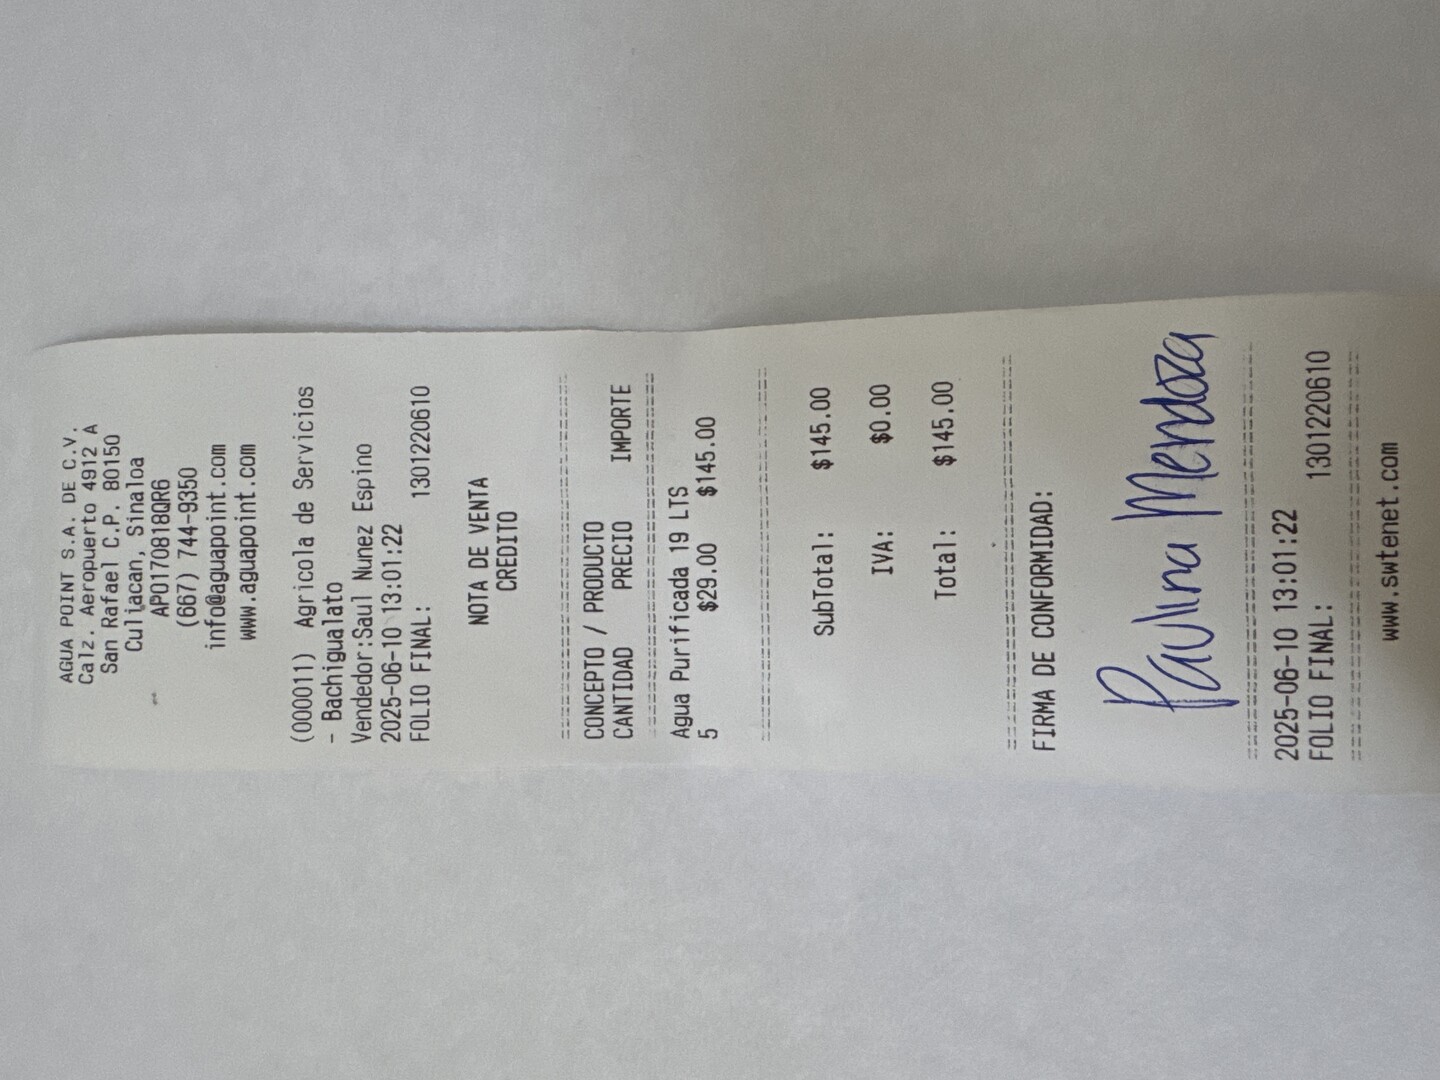 AGUA POINT S.A. DE C.V.
Calz. Aeropuerto 4912 A
San Rafael C.P. 80150
Culiacan, Sinaloa
APO170818QR6
(667) 744-9350
info@aguapoint.com
www.aguapoint.com
(000011) Agricola de Servicios
- Bachigualato
Vendedor:Saul Nunez Espino
2025-06-10 13:01:22
FOLIO FINAL: 1301220610
NOTA DE VENTA
CREDITO
CONCEPTO / PRODUCTO
CANTIDAD PRECIO IMPORTE
Agua Purificada 19 LTS
5 $29.00 $145.00
SubTotal: $145.00
IVA: $0.00
Total: $145.00
FIRMA DE CONFORMIDAD:
Paulina Mendoza
2025-06-10 13:01:22
FOLIO FINAL: 1301220610
www.swtenet.com